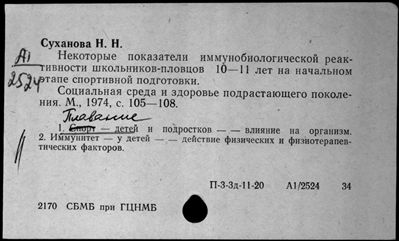 Суханова Н. Н.
А1
2524
Некоторые показатели иммунобиологической реак-
тивности школьников-пловцов 10—11 лет на начальном
этапе спортивной подготовки.
Социальная среда и здоровье подрастающего поколе-
ния. М., 1974, с. 105—108.
Плавание
1. Спорт — детей и подростков — — влияние на организм.
2. Иммунитет — у детей — — действие физических и физиотерапев-
тических факторов.
П-3-3д-11-20 А1/2524 34
2170 СБМБ при ГЦНМБ